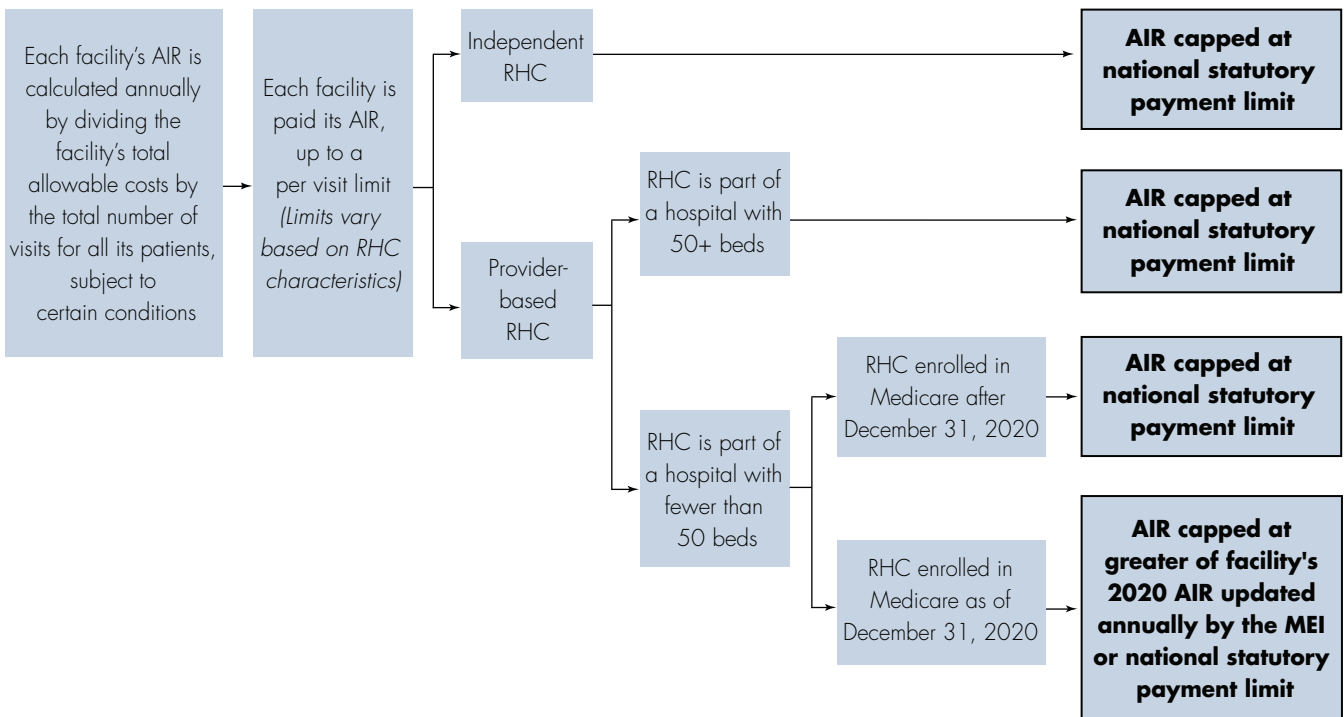 Each facility’s AIR is
calculated annually
by dividing the
facility’s total
allowable costs by
the total number of
visits for all its patients,
subject to
certain conditions
Each facility is
paid its AIR,
up to a
per visit limit
(Limits vary
based on RHC
characteristics)
Independent
RHC
AIR capped at
national statutory
payment limit
Provider-
based
RHC
RHC is part of
a hospital with
50+ beds
AIR capped at
national statutory
payment limit
RHC is part of
a hospital with
fewer than
50 beds
RHC enrolled in
Medicare after
December 31, 2020
AIR capped at
national statutory
payment limit
RHC enrolled in
Medicare as of
December 31, 2020
AIR capped at
greater of facility's
2020 AIR updated
annually by the MEI
or national statutory
payment limit